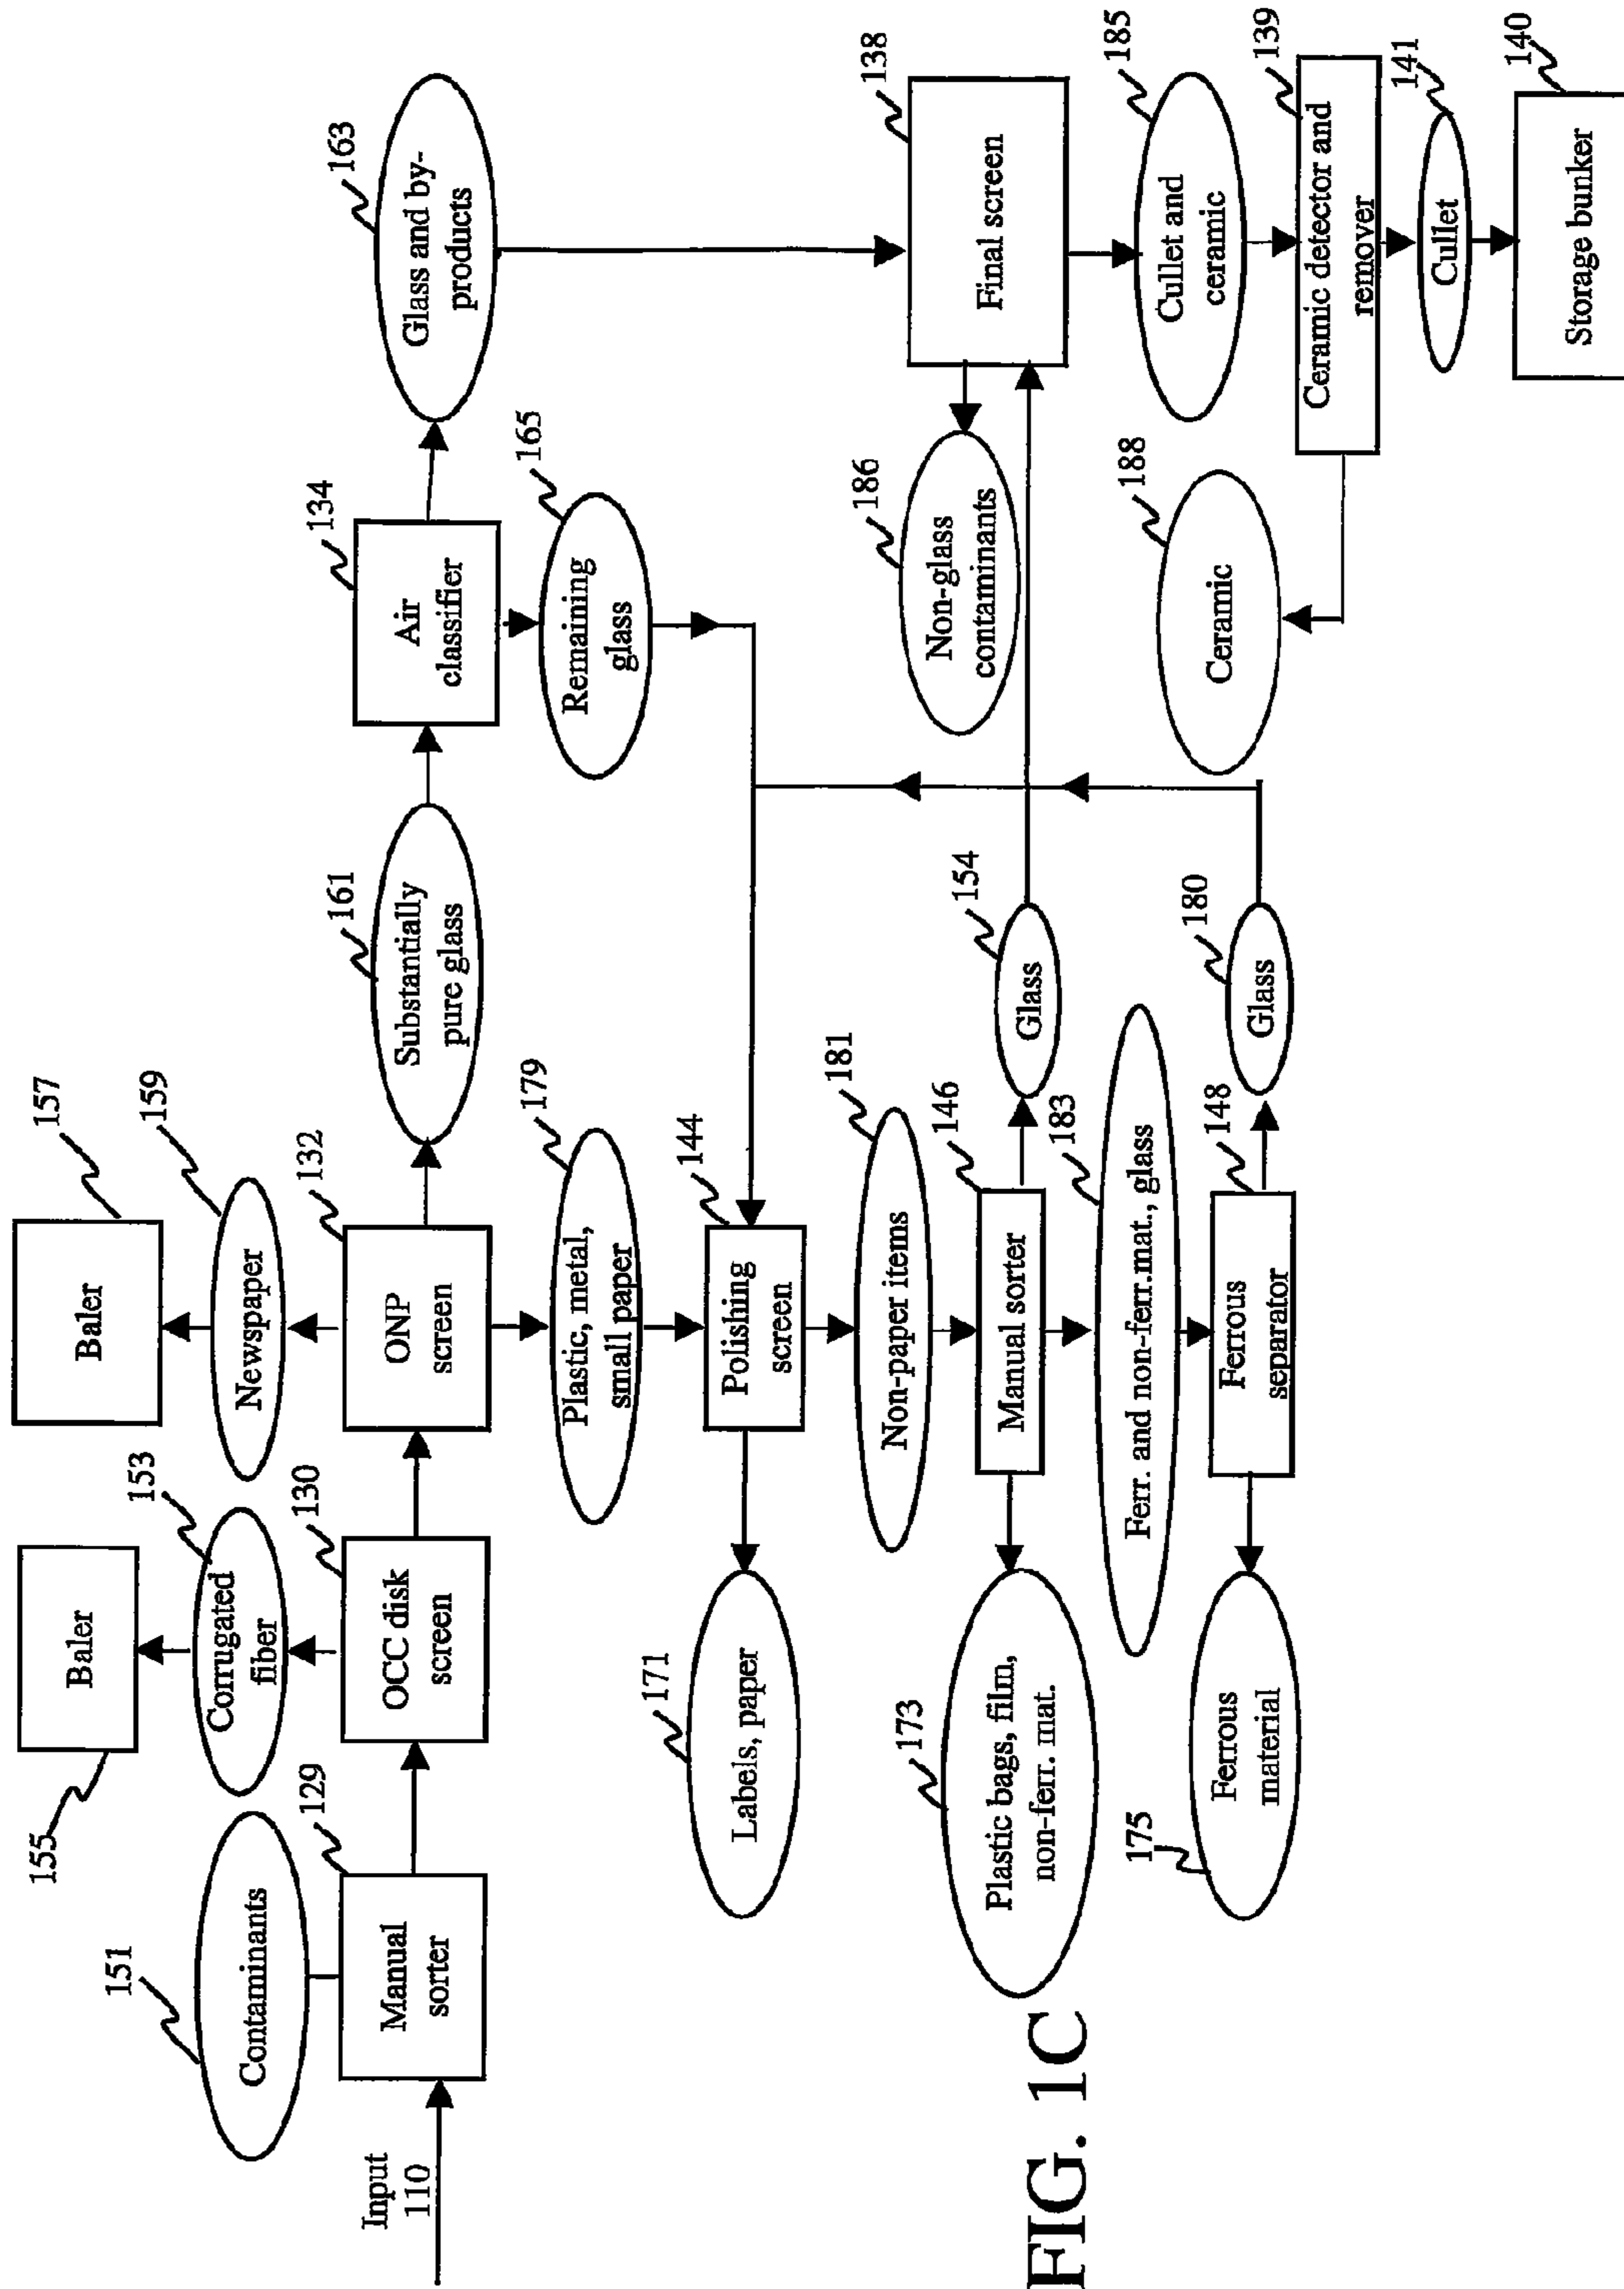 Input
110
151
Contaminants
Manual
sorter
129
155
Baler
Corrugated
fiber
153
OCC disk
screen
130
157
Baler
Newspaper
159
ONP
screen
132
Substantially
pure glass
161
Air
classifier
134
Glass and by-
products
163
Remaining
glass
165
Plastic, metal,
small paper
179
Polishing
screen
144
Labels, paper
171
Non-paper items
181
Manual sorter
146
Glass
154
Plastic bags, film,
non-ferr. mat.
173
Ferr. and non-ferr.mat., glass
183
Ferrous
separator
148
Glass
180
Ferrous
material
175
Final screen
138
Non-glass
contaminants
186
Cullet and
ceramic
185
Ceramic detector and
remover
139
Ceramic
188
Cullet
141
Storage bunker
140
FIG. 1C